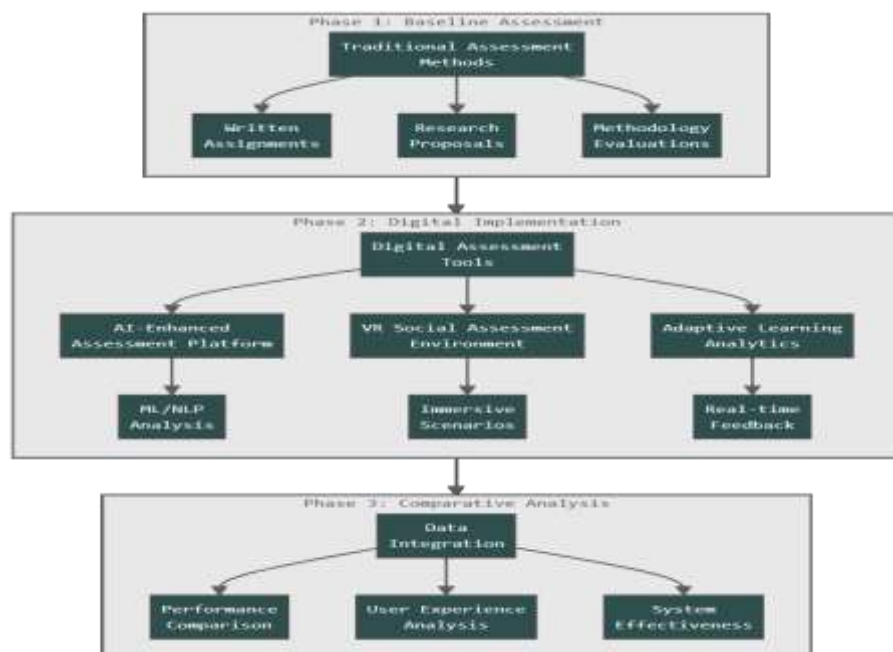 Phase 1: Baseline Assessment
Traditional Assessment
Methods
Written
Assignments
Research
Proposals
Methodology
Evaluations
Phase 2: Digital Implementation
Digital Assessment
Tools
AI-Enhanced
Assessment Platform
VR Social Assessment
Environment
Adaptive Learning
Analytics
ML/NLP
Analysis
Immersive
Scenarios
Real-time
Feedback
Phase 3: Comparative Analysis
Data
Integration
Performance
Comparison
User Experience
Analysis
System
Effectiveness